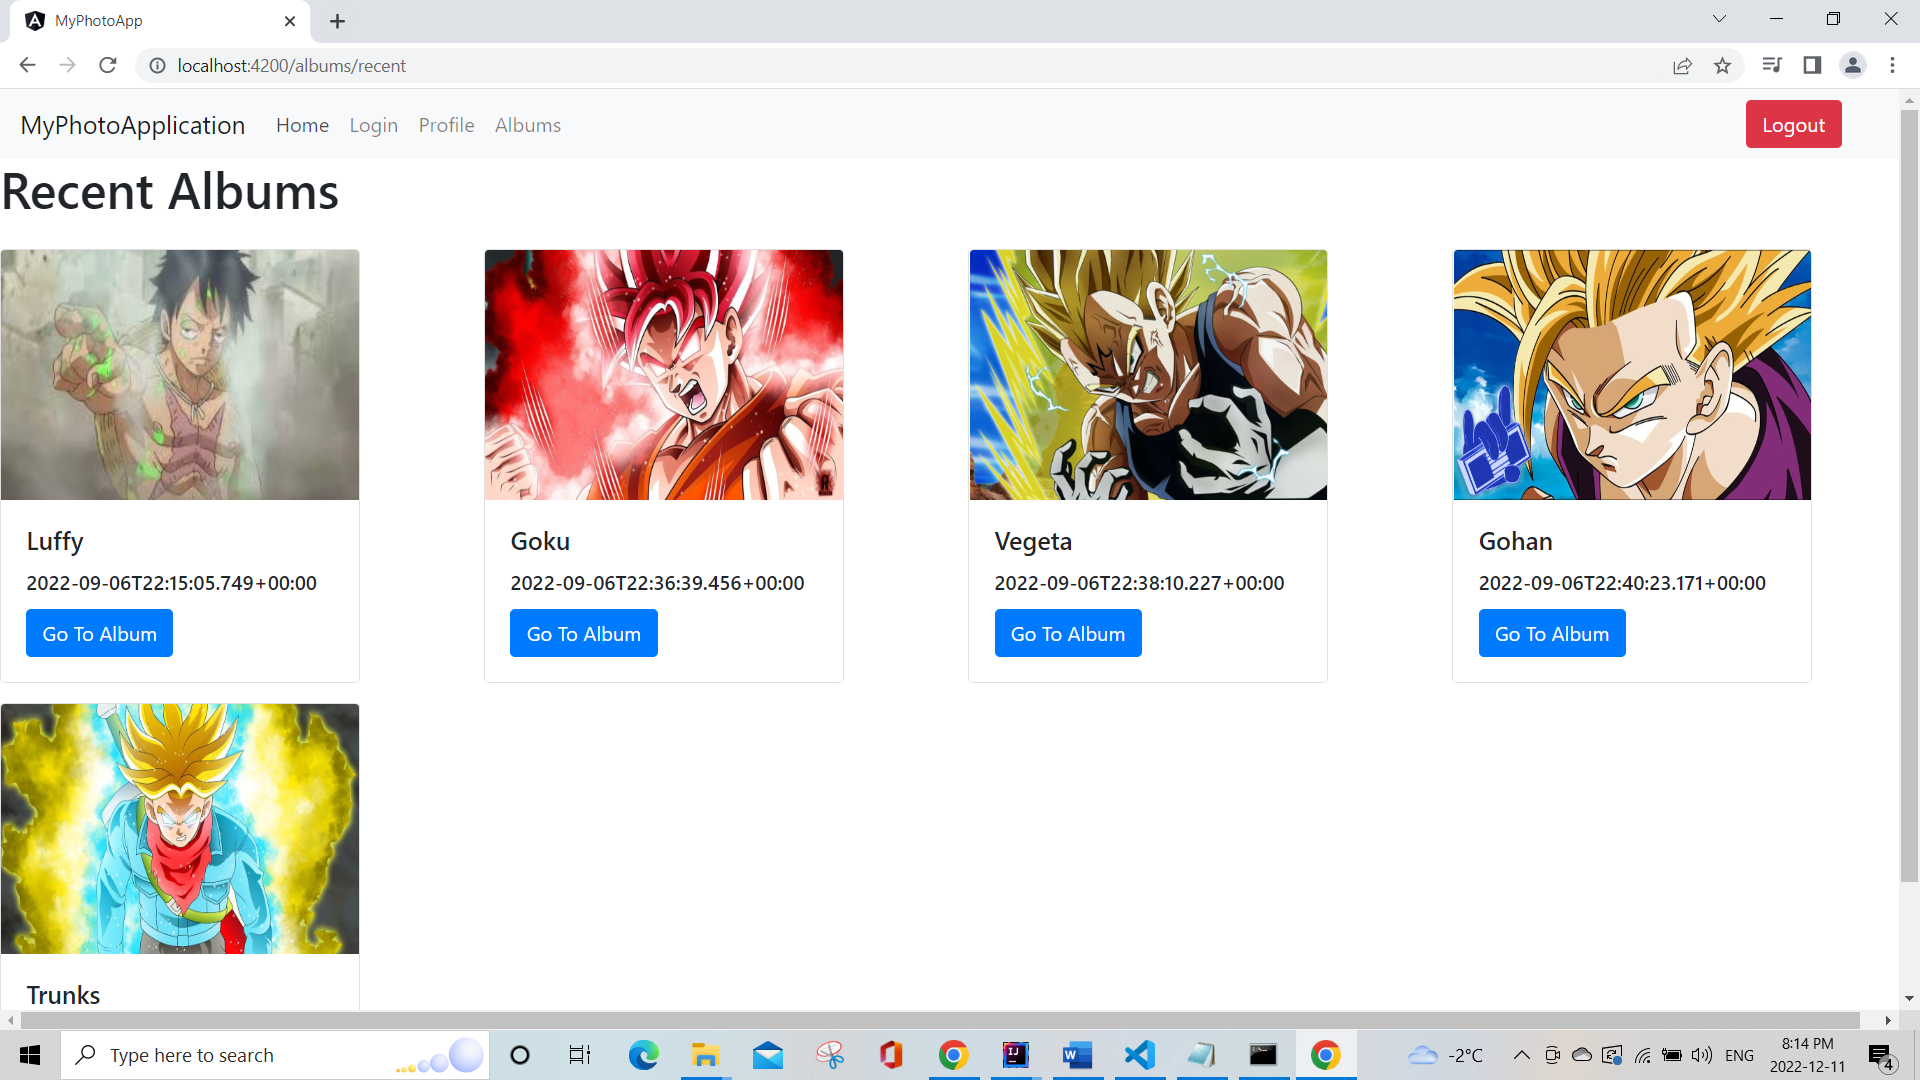 MyPhotoApp
localhost:4200/albums/recent
MyPhotoApplication Home Login Profile Albums Logout
Recent Albums
Luffy
2022-09-06T22:15:05.749+00:00
Go To Album
Goku
2022-09-06T22:36:39.456+00:00
Go To Album
Vegeta
2022-09-06T22:38:10.227+00:00
Go To Album
Gohan
2022-09-06T22:40:23.171+00:00
Go To Album
Trunks
Type here to search
-2°C
ENG
8:14 PM
2022-12-11
4